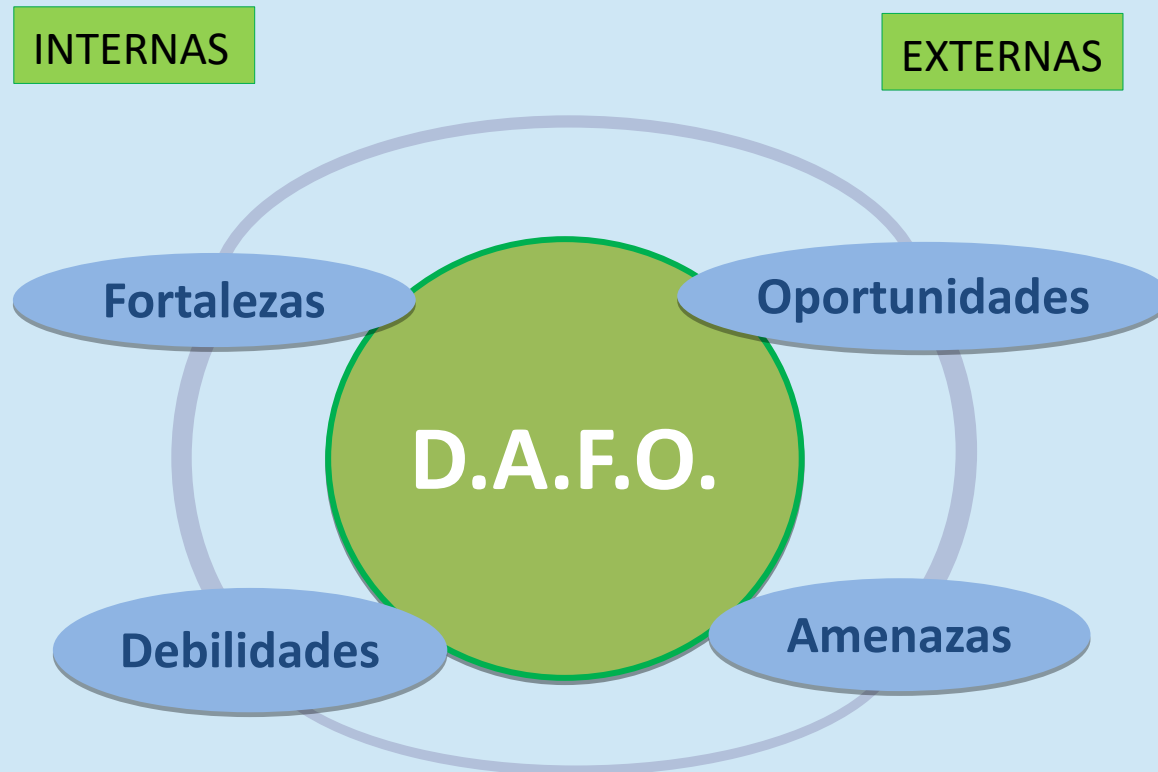 INTERNAS
EXTERNAS
Fortalezas
Oportunidades
D.A.F.O.
Debilidades
Amenazas